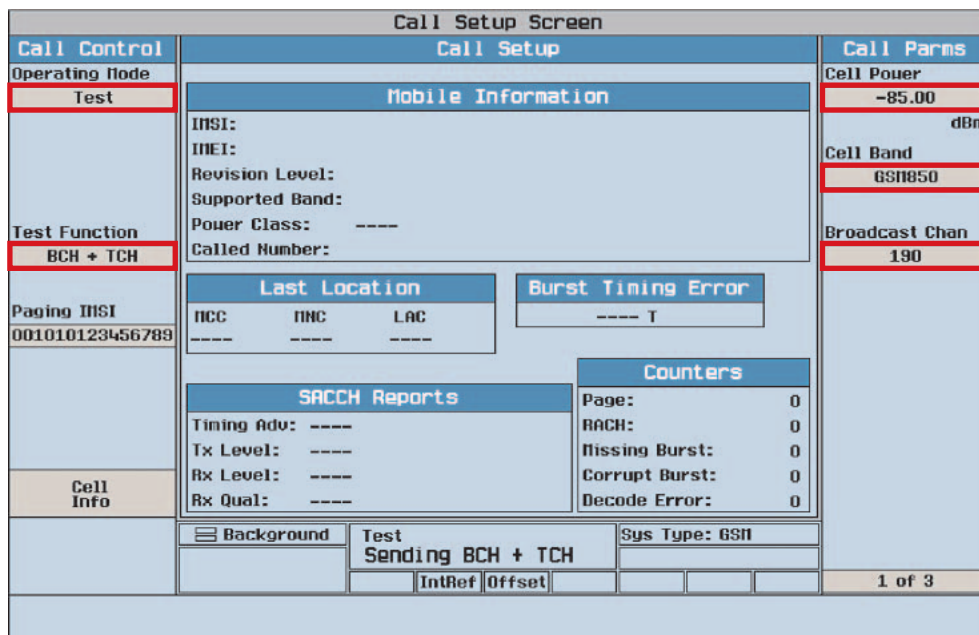 Call Setup Screen
Call Control
Operating Mode
Test
Test Function
BCH + TCH
Paging IMSI
001010123456789
Cell
Info
Call Setup
Mobile Information
IMSI:
IMEI:
Revision Level:
Supported Band:
Power Class: ----
Called Number:
Last Location
MCC MNC LAC
---- ---- ----
Burst Timing Error
---- T
SACCH Reports
Timing Adv: ----
Tx Level: ----
Rx Level: ----
Rx Qual: ----
Counters
Page: 0
RACH: 0
Missing Burst: 0
Corrupt Burst: 0
Decode Error: 0
Background
Test
Sending BCH + TCH
Sys Type: GSM
IntRef Offset
Call Parms
Cell Power
-85.00
dBm
Cell Band
GSM850
Broadcast Chan
190
1 of 3